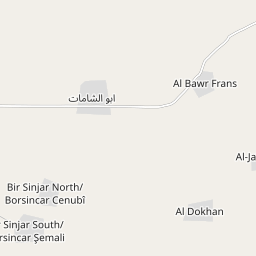 Al Bawr Frans
ابو الشامات
Al-Ja
Bir Sinjar North/
Borsincar Cenubî
Al Dokhan
Sinjar South/
rsincar Şemali